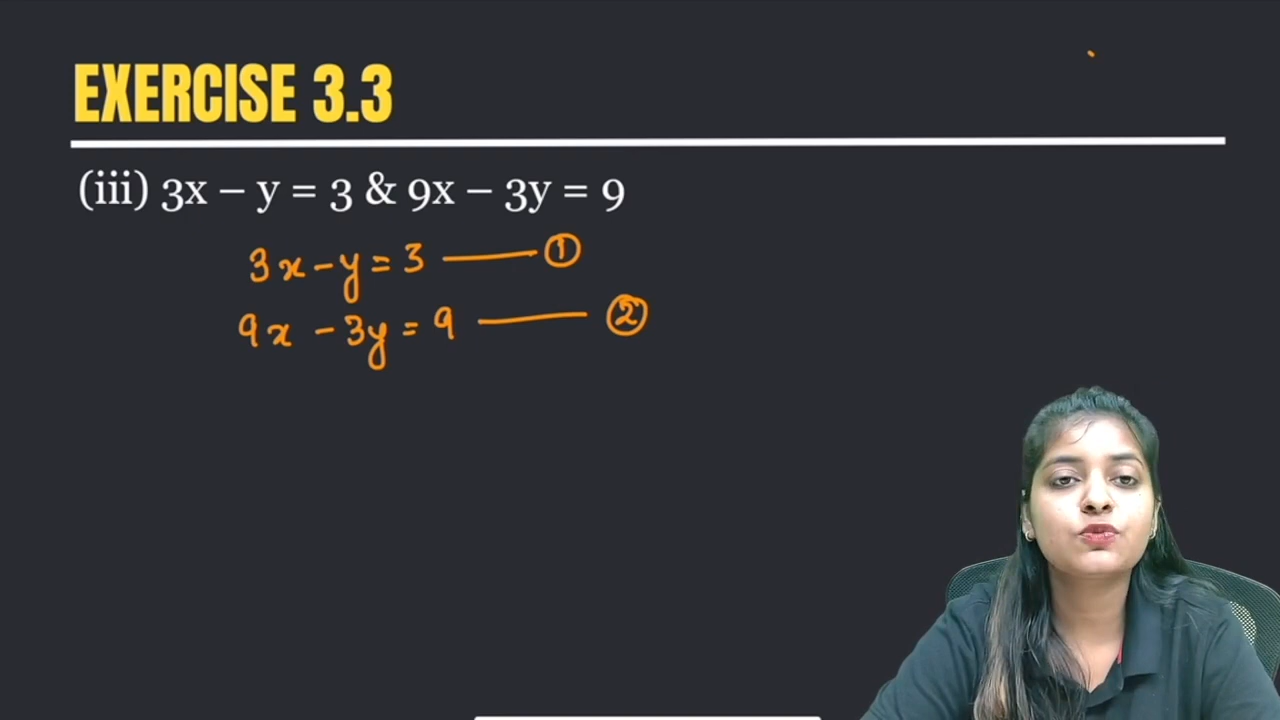 EXERCISE 3.3
(iii) 3x – y = 3 & 9x – 3y = 9
3x - y = 3 —— ①
9x - 3y = 9 —— ②